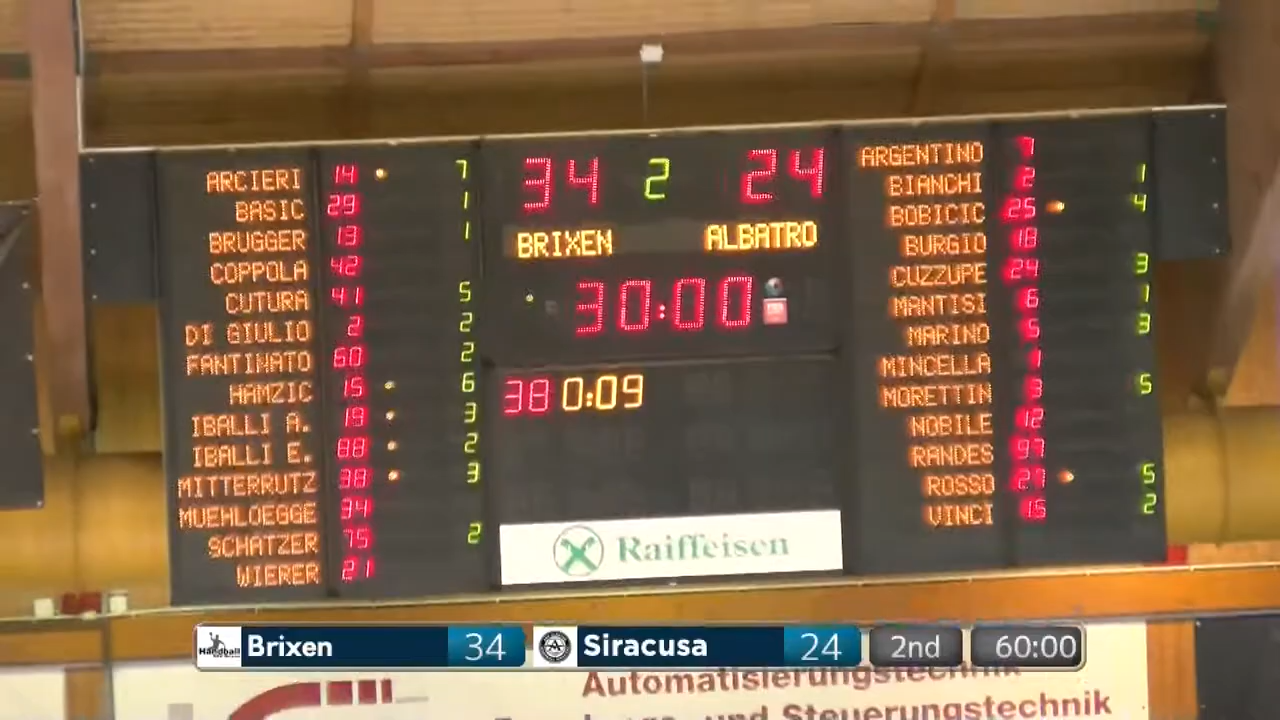 34 2 24
BRIXEN ALBATRO
30:00
38 0:09
ARCIERI 14 7
BASIC 29 1
BRUGGER 13 1
COPPOLA 42
CUTURA 41 5
DI GIULIO 2 2
FANTINATO 60 2
HAMZIC 15 6
IBALLI A. 19 3
IBALLI E. 88 2
MITTERRUTZ 38 3
MUEHLOEGGE 34
SCHATZER 75 2
WIERER 21
ARGENTINO 7
BIANCHI 2 1
BOBICIC 25 4
BURGIO 18
CUZZUPE 24 3
MANTISI 6 1
MARINO 5 3
MINCELLA 1
MORETTIN 3 5
NOBILE 12
RANDES 97
ROSSO 27 5
VINCI 15 2
Raiffeisen
Handball
Brixen 34 Siracusa 24 2nd 60:00
Automatisierungstechnik
und Steuerungstechnik